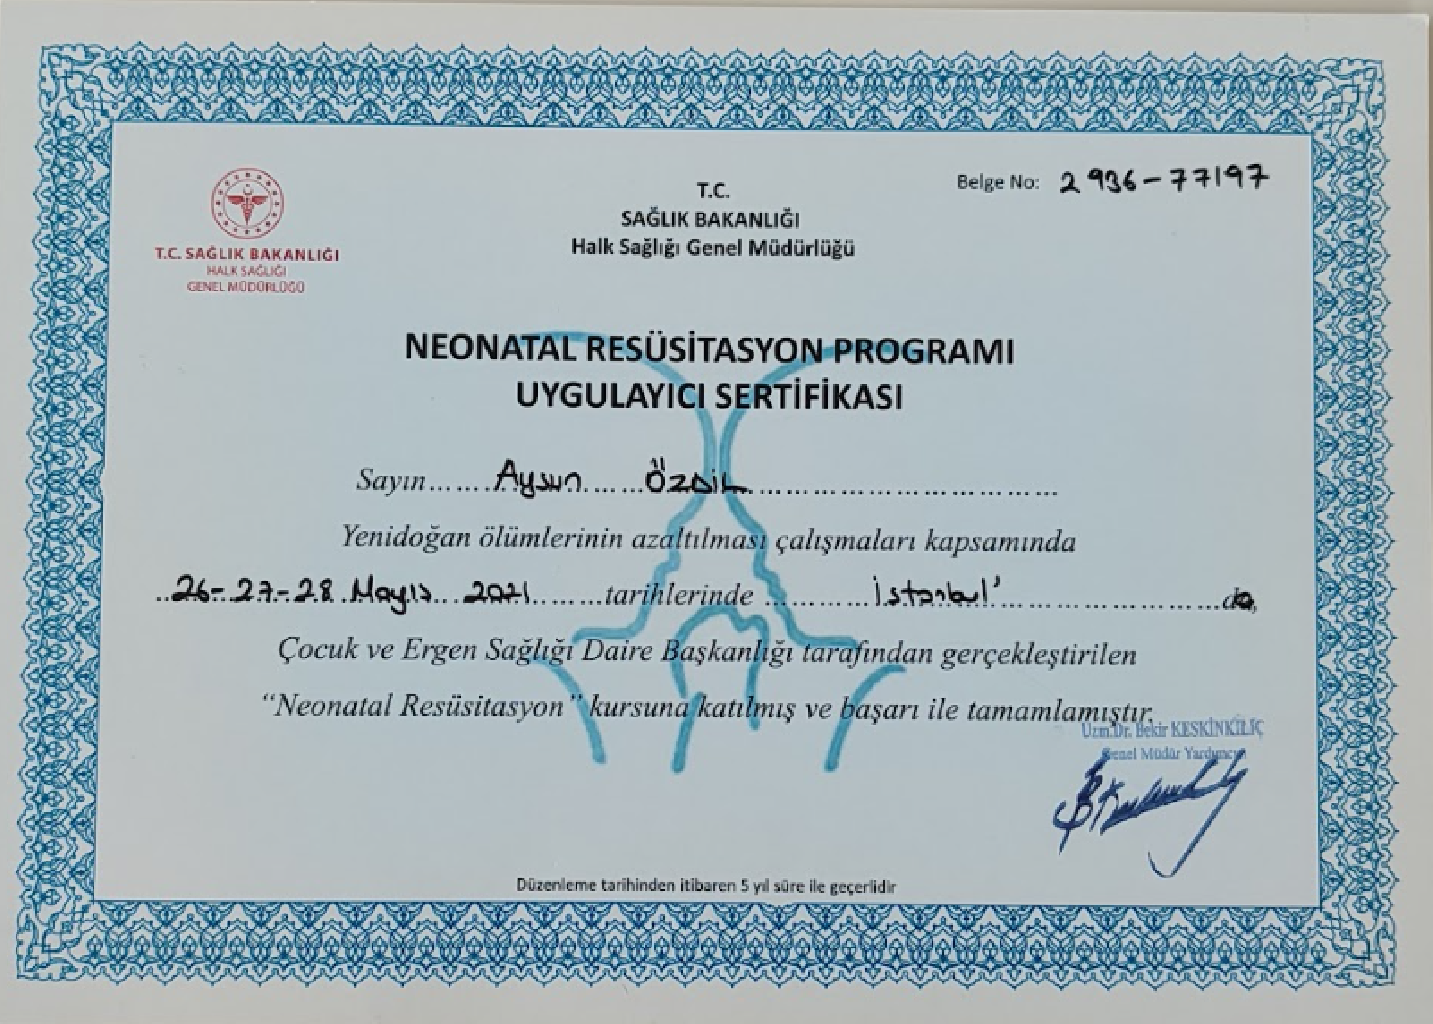 T.C. SAĞLIK BAKANLIĞI
HALK SAĞLIĞI
GENEL MÜDÜRLÜĞÜ
T.C.
SAĞLIK BAKANLIĞI
Halk Sağlığı Genel Müdürlüğü
Belge No: 2936-77197
NEONATAL RESÜSİTASYON PROGRAMI
UYGULAYICI SERTİFİKASI
Sayın......Aysun......Özdil..............................
Yenidoğan ölümlerinin azaltılması çalışmaları kapsamında
..26-27-28 Mayıs...2021........tarihlerinde ..........İstanbul'........................da,
Çocuk ve Ergen Sağlığı Daire Başkanlığı tarafından gerçekleştirilen
“Neonatal Resüsitasyon” kursuna katılmış ve başarı ile tamamlamıştır.
Uzm.Dr. Bekir KESKİNKILIÇ
Genel Müdür Yardımcısı
Düzenleme tarihinden itibaren 5 yıl süre ile geçerlidir